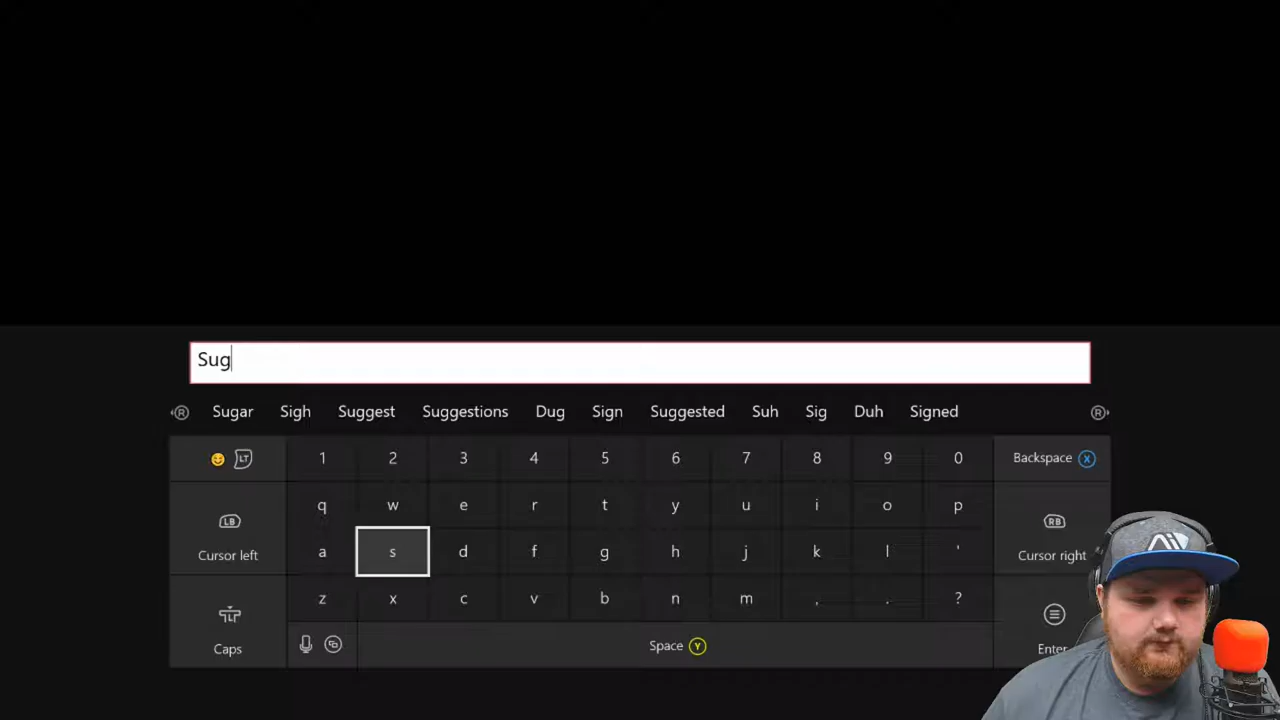 Sug
Sugar Sigh Suggest Suggestions Dug Sign Suggested Suh Sig Duh Signed
LT 1 2 3 4 5 6 7 8 9 0 Backspace X
q w e r t y u i o p
LB Cursor left
a s d f g h j k l '
RB Cursor right
z x c v b n m , . ?
Caps
Space Y
Enter